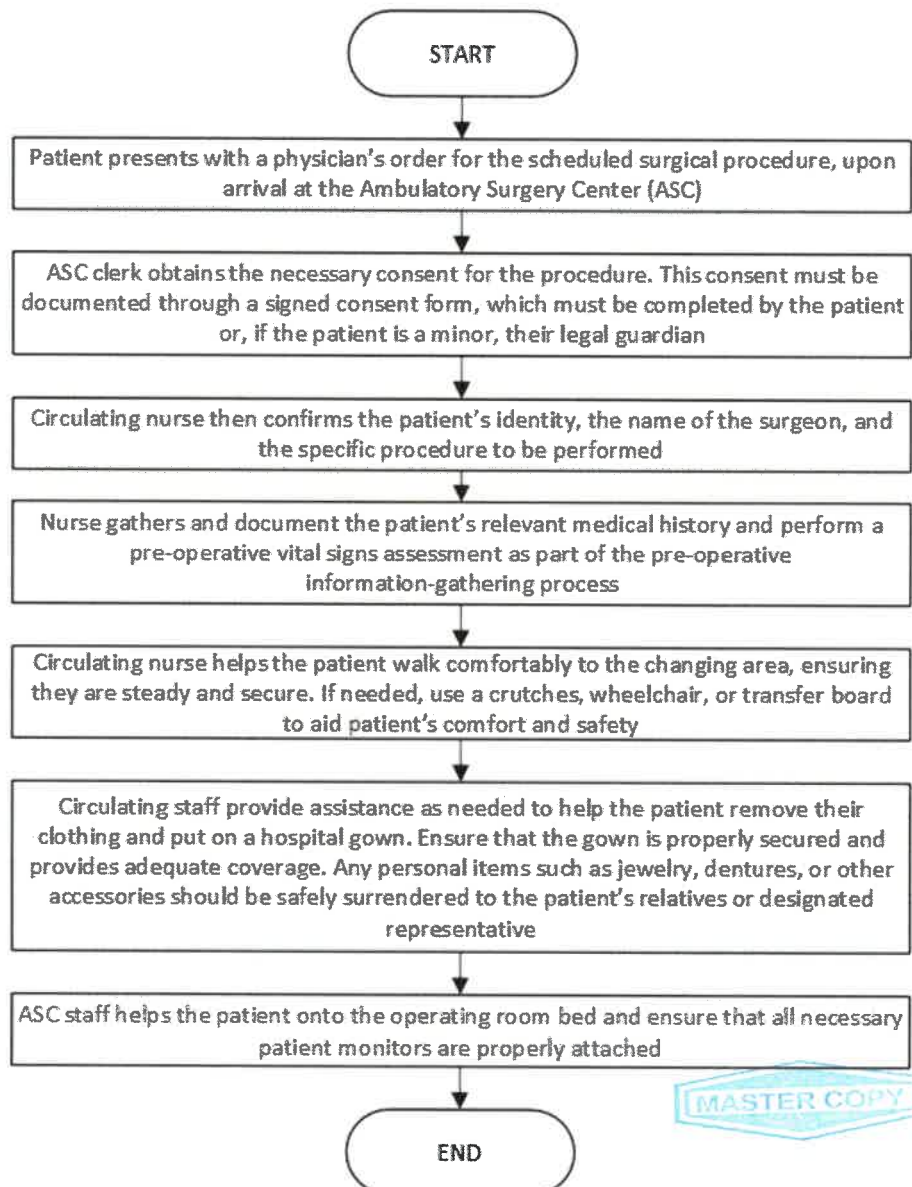 START
Patient presents with a physician's order for the scheduled surgical procedure, upon
arrival at the Ambulatory Surgery Center (ASC)
ASC clerk obtains the necessary consent for the procedure. This consent must be
documented through a signed consent form, which must be completed by the patient
or, if the patient is a minor, their legal guardian
Circulating nurse then confirms the patient's identity, the name of the surgeon, and
the specific procedure to be performed
Nurse gathers and document the patient's relevant medical history and perform a
pre-operative vital signs assessment as part of the pre-operative
information-gathering process
Circulating nurse helps the patient walk comfortably to the changing area, ensuring
they are steady and secure. If needed, use a crutches, wheelchair, or transfer board
to aid patient's comfort and safety
Circulating staff provide assistance as needed to help the patient remove their
clothing and put on a hospital gown. Ensure that the gown is properly secured and
provides adequate coverage. Any personal items such as jewelry, dentures, or other
accessories should be safely surrendered to the patient's relatives or designated
representative
ASC staff helps the patient onto the operating room bed and ensure that all necessary
patient monitors are properly attached
MASTER COPY
END